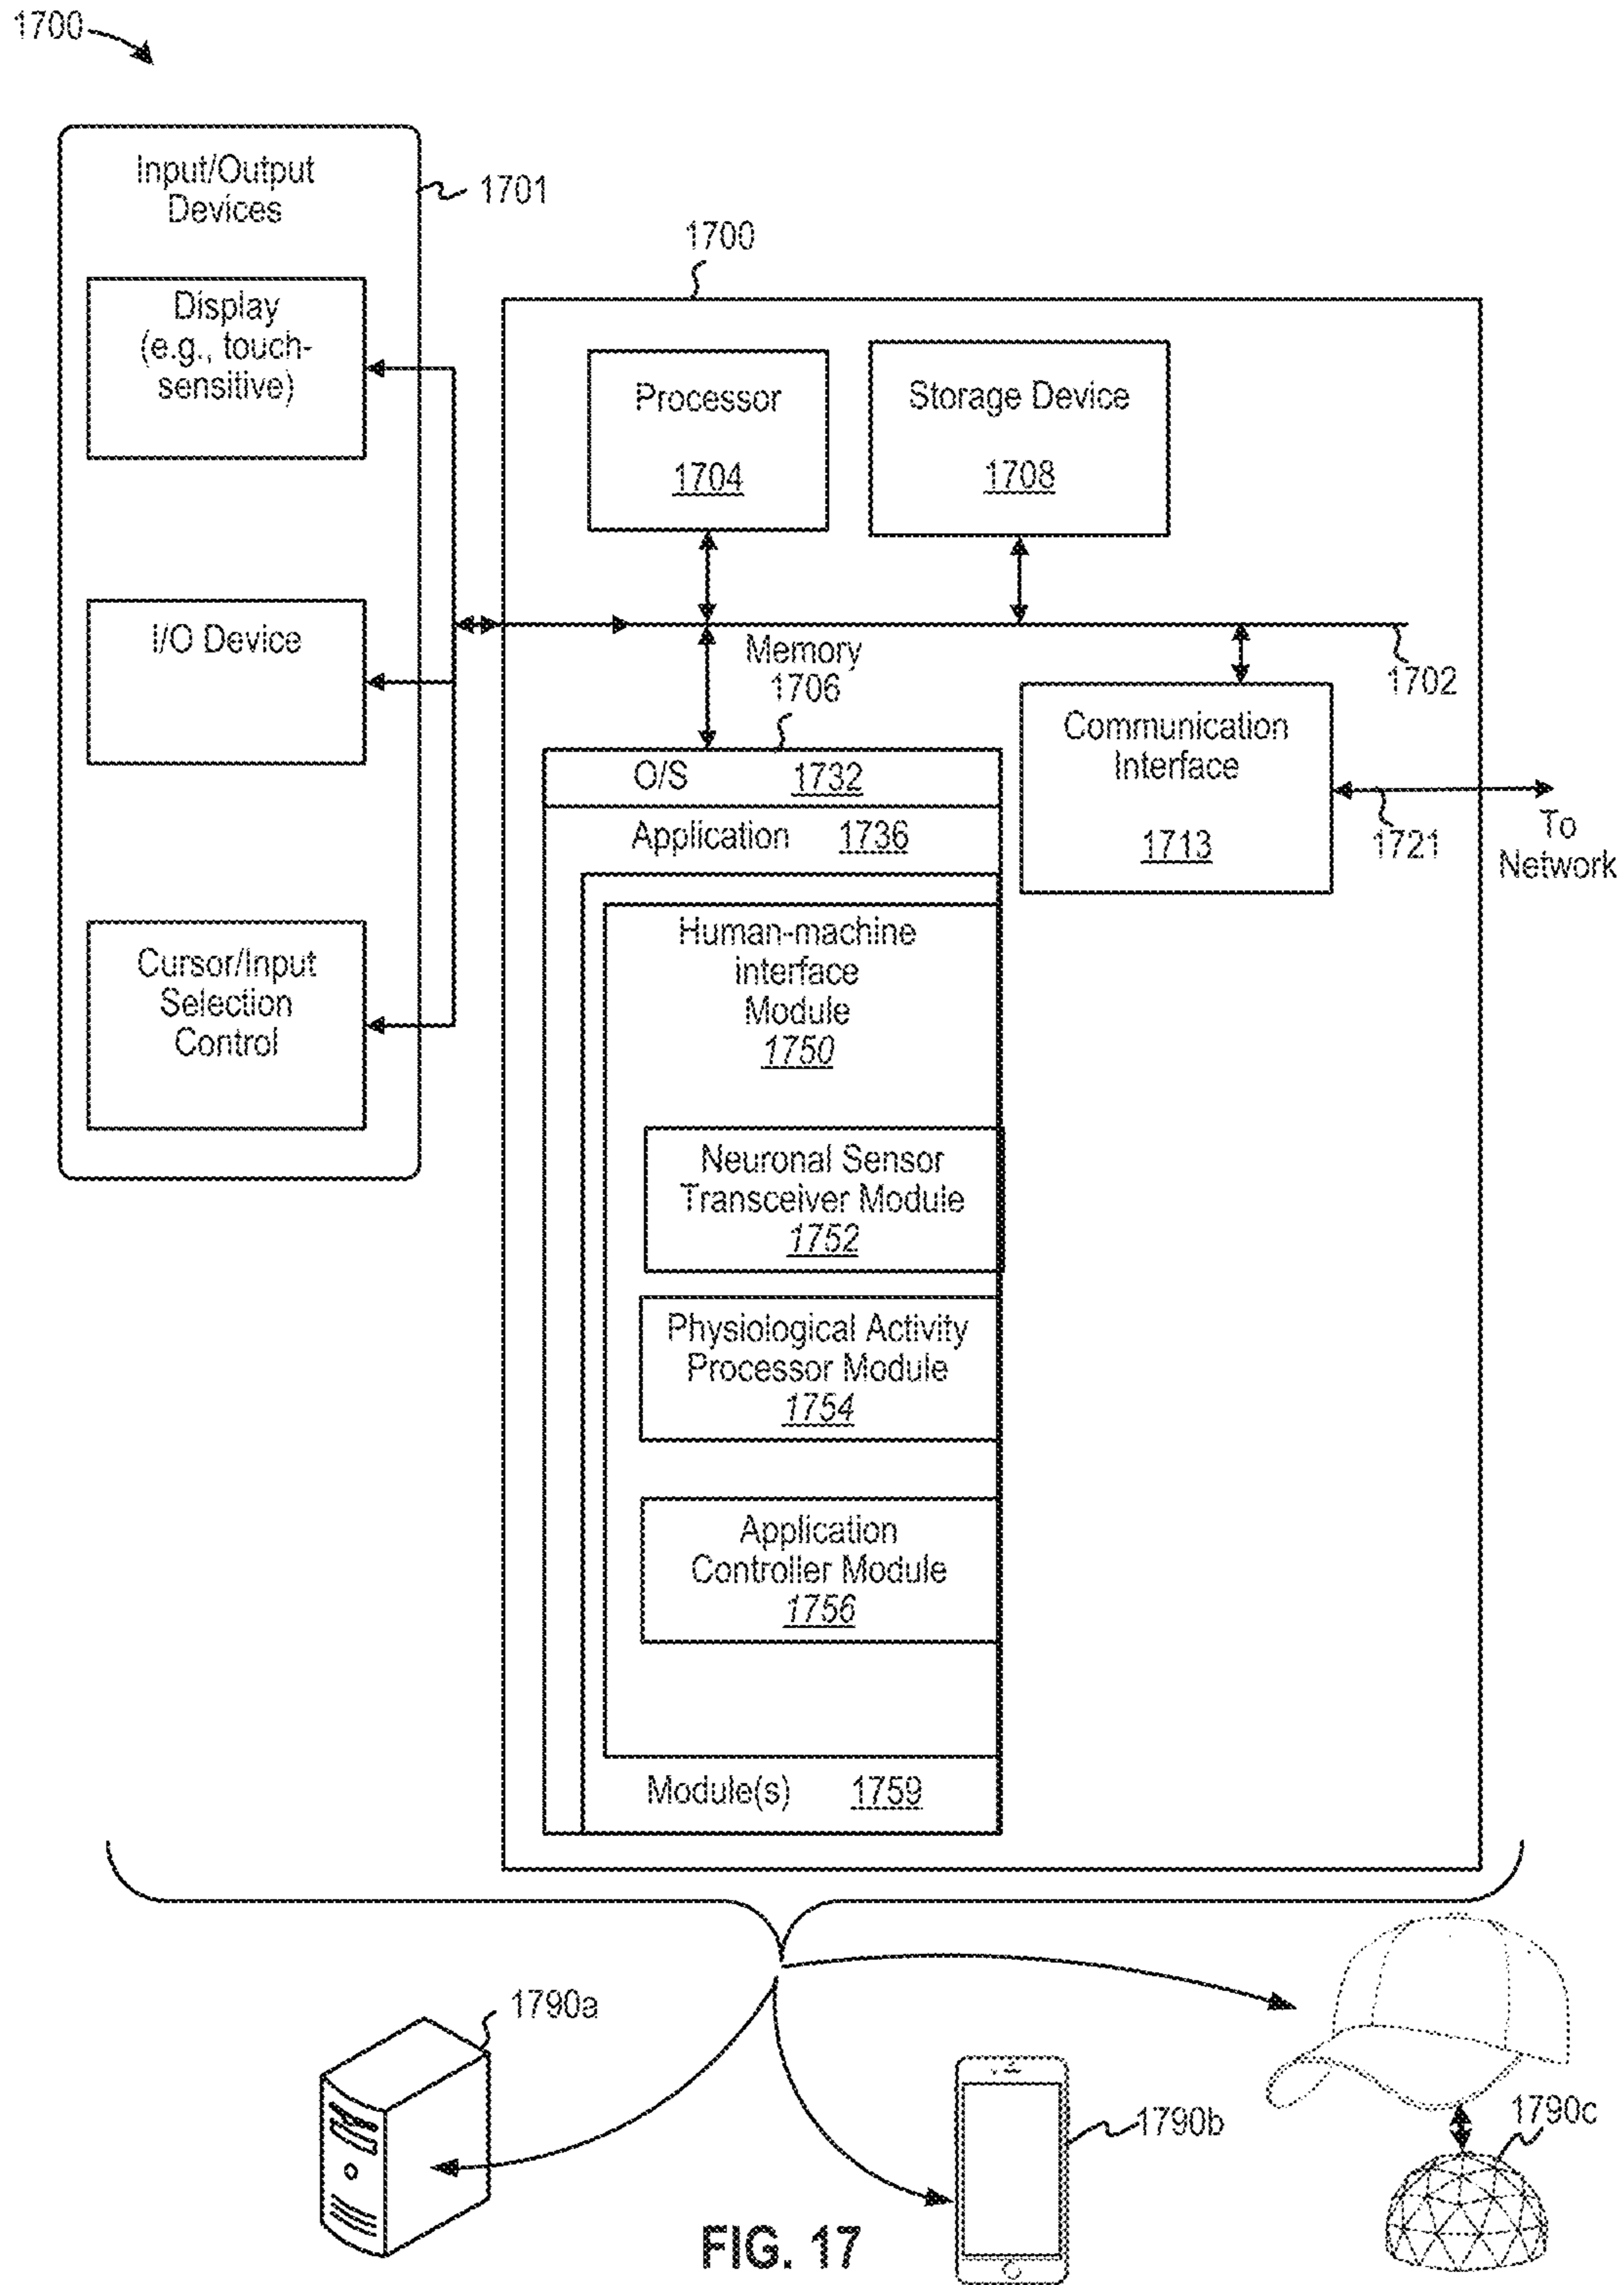 1700
Input/Output
Devices
1701
Display
(e.g., touch-
sensitive)
I/O Device
Cursor/Input
Selection
Control
1700
Processor
1704
Storage Device
1708
Memory
1706
1702
Communication
Interface
1713
1721
To
Network
O/S 1732
Application 1736
Human-machine
interface
Module
1750
Neuronal Sensor
Transceiver Module
1752
Physiological Activity
Processor Module
1754
Application
Controller Module
1756
Module(s) 1759
1790a
1790b
1790c
FIG. 17